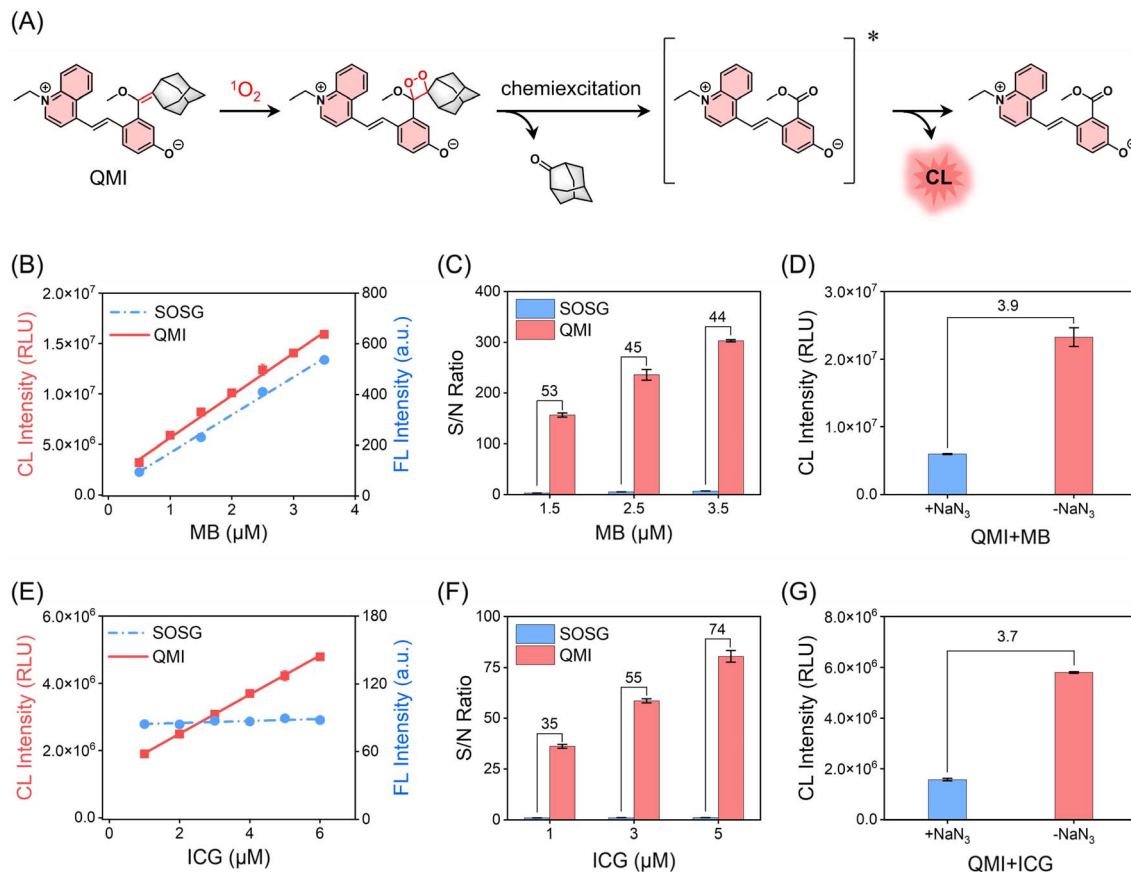 (A)
¹O₂
chemiexcitation
*
N⁺
O
O⊖
QMI
N⁺
O–O
O
O⊖
O
N⁺
O
O
O⊖
CL
N⁺
O
O
O⊖
(B)
CL Intensity (RLU)
2.0×10⁷
1.5×10⁷
1.0×10⁷
5.0×10⁶
0.0
SOSG
QMI
800
600
400
200
0
FL Intensity (a.u.)
0 1 2 3 4
MB (μM)
(C)
S/N Ratio
400
300
200
100
0
SOSG
QMI
53
45
44
1.5 2.5 3.5
MB (μM)
(D)
CL Intensity (RLU)
3.0×10⁷
2.0×10⁷
1.0×10⁷
0.0
3.9
+NaN₃ -NaN₃
QMI+MB
(E)
CL Intensity (RLU)
6.0×10⁶
4.0×10⁶
2.0×10⁶
0.0
SOSG
QMI
180
120
60
0
FL Intensity (a.u.)
0 2 4 6
ICG (μM)
(F)
S/N Ratio
100
75
50
25
0
SOSG
QMI
35
55
74
1 3 5
ICG (μM)
(G)
CL Intensity (RLU)
8.0×10⁶
6.0×10⁶
4.0×10⁶
2.0×10⁶
0.0
3.7
+NaN₃ -NaN₃
QMI+ICG